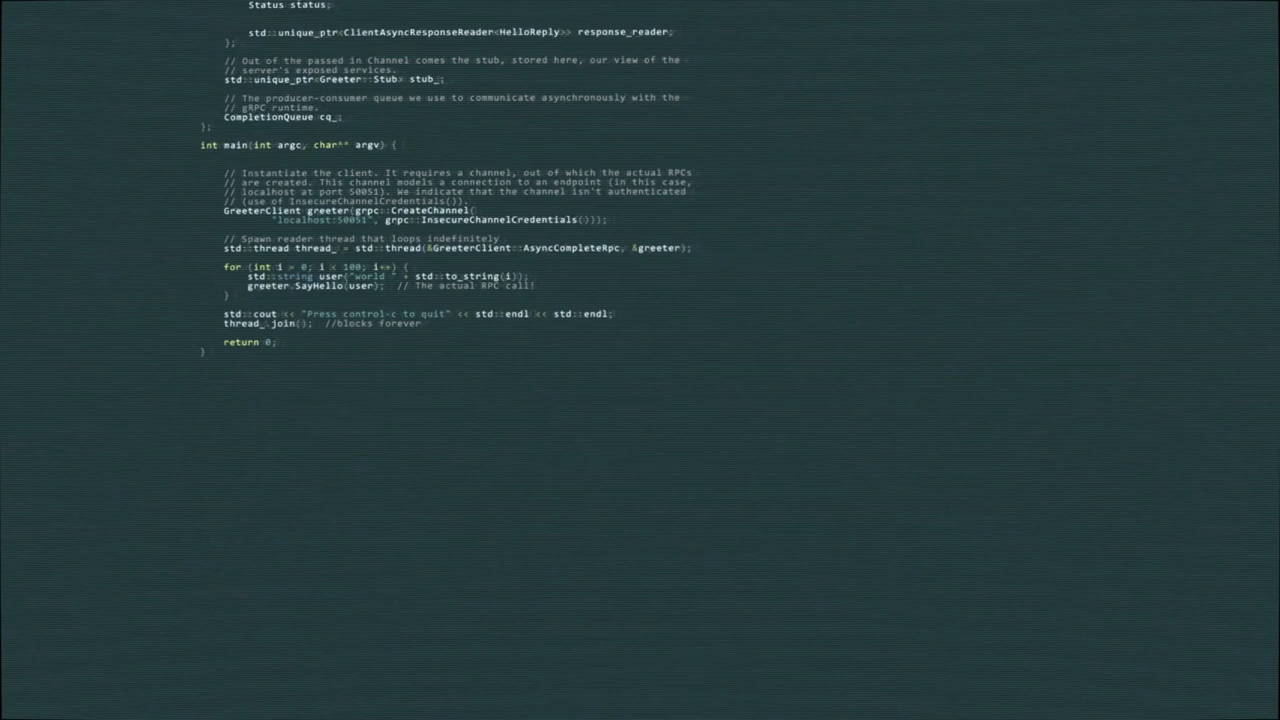 Status status;
std::unique_ptr<ClientAsyncResponseReader<HelloReply>> response_reader;
};
// Out of the passed in Channel comes the stub, stored here, our view of the
// server's exposed services.
std::unique_ptr<Greeter::Stub> stub_;
// The producer-consumer queue we use to communicate asynchronously with the
// gRPC runtime.
CompletionQueue cq_;
};
int main(int argc, char** argv) {
// Instantiate the client. It requires a channel, out of which the actual RPCs
// are created. This channel models a connection to an endpoint (in this case,
// localhost at port 50051). We indicate that the channel isn't authenticated
// (use of InsecureChannelCredentials()).
GreeterClient greeter(grpc::CreateChannel(
"localhost:50051", grpc::InsecureChannelCredentials()));
// Spawn reader thread that loops indefinitely
std::thread thread_ = std::thread(&GreeterClient::AsyncCompleteRpc, &greeter);
for (int i = 0; i < 100; i++) {
std::string user("world " + std::to_string(i));
greeter.SayHello(user);  // The actual RPC call!
}
std::cout << "Press control-c to quit" << std::endl << std::endl;
thread_.join();  //blocks forever
return 0;
}